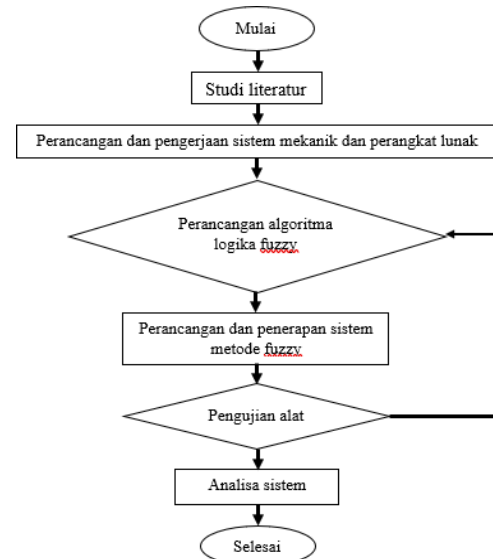 Mulai
Studi literatur
Perancangan dan pengerjaan sistem mekanik dan perangkat lunak
Perancangan algoritma
logika fuzzy
Perancangan dan penerapan sistem
metode fuzzy
Pengujian alat
Analisa sistem
Selesai